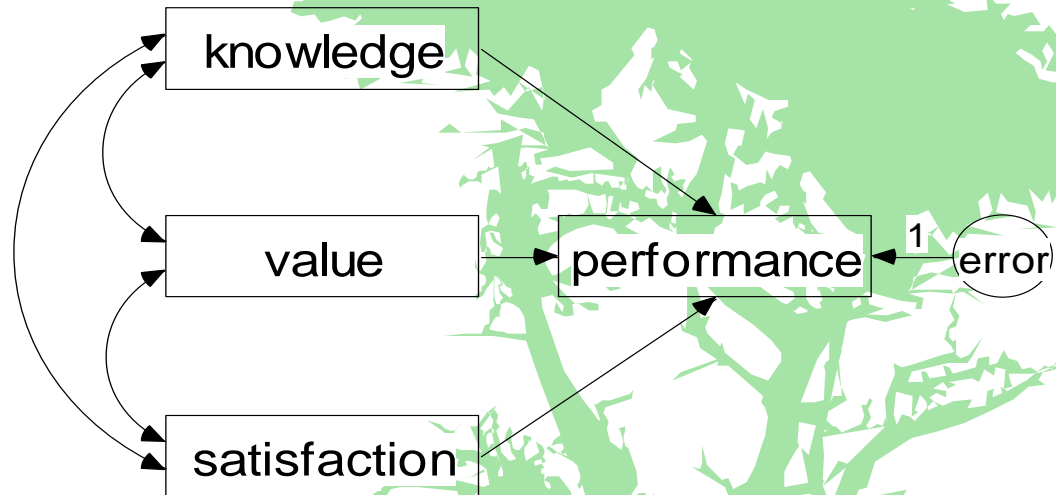 knowledge
value
performance
1
error
satisfaction